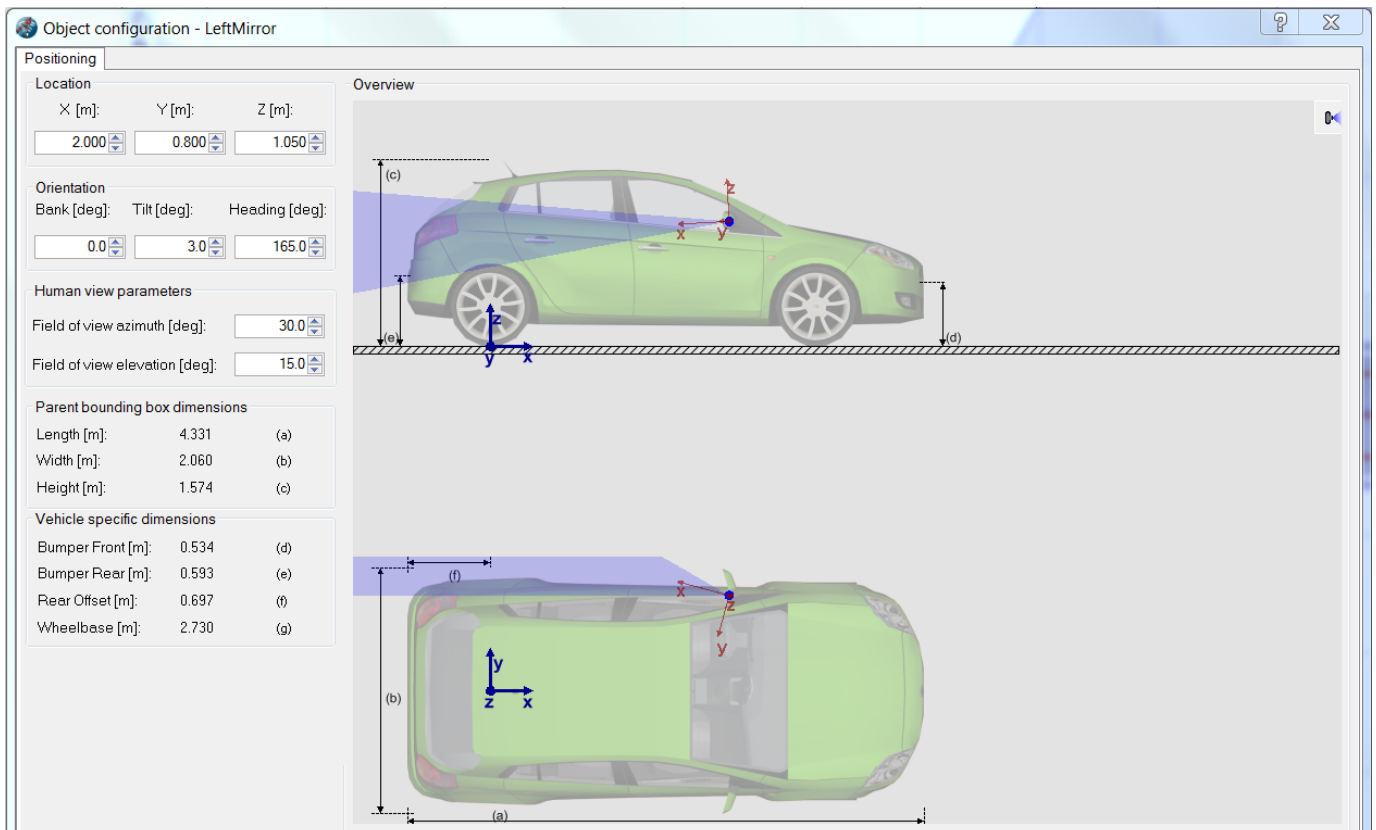 Object configuration - LeftMirror
?
Positioning
Location
X [m]: Y [m]: Z [m]:
2.000 0.800 1.050
Orientation
Bank [deg]: Tilt [deg]: Heading [deg]:
0.0 3.0 165.0
Human view parameters
Field of view azimuth [deg]: 30.0
Field of view elevation [deg]: 15.0
Parent bounding box dimensions
Length [m]: 4.331 (a)
Width [m]: 2.060 (b)
Height [m]: 1.574 (c)
Vehicle specific dimensions
Bumper Front [m]: 0.534 (d)
Bumper Rear [m]: 0.593 (e)
Rear Offset [m]: 0.697 (f)
Wheelbase [m]: 2.730 (g)
Overview
(c)
z
x y
z
(e) (d)
y x
(f)
x z
y
y
(b)
z x
(a)